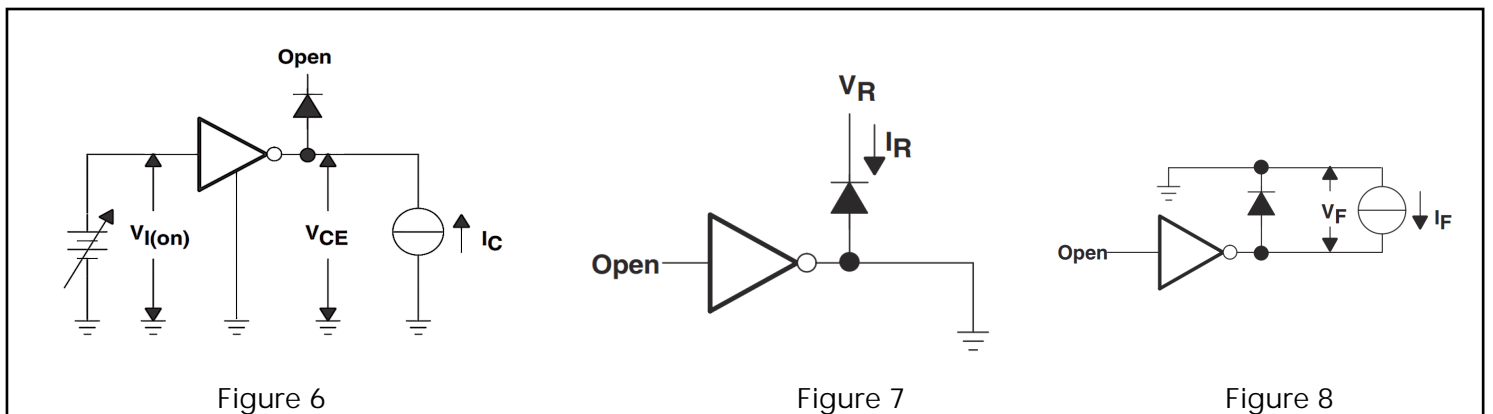 Open
V_I(on)
V_CE
I_C
Figure 6
V_R
I_R
Open
Figure 7
Open
V_F
I_F
Figure 8